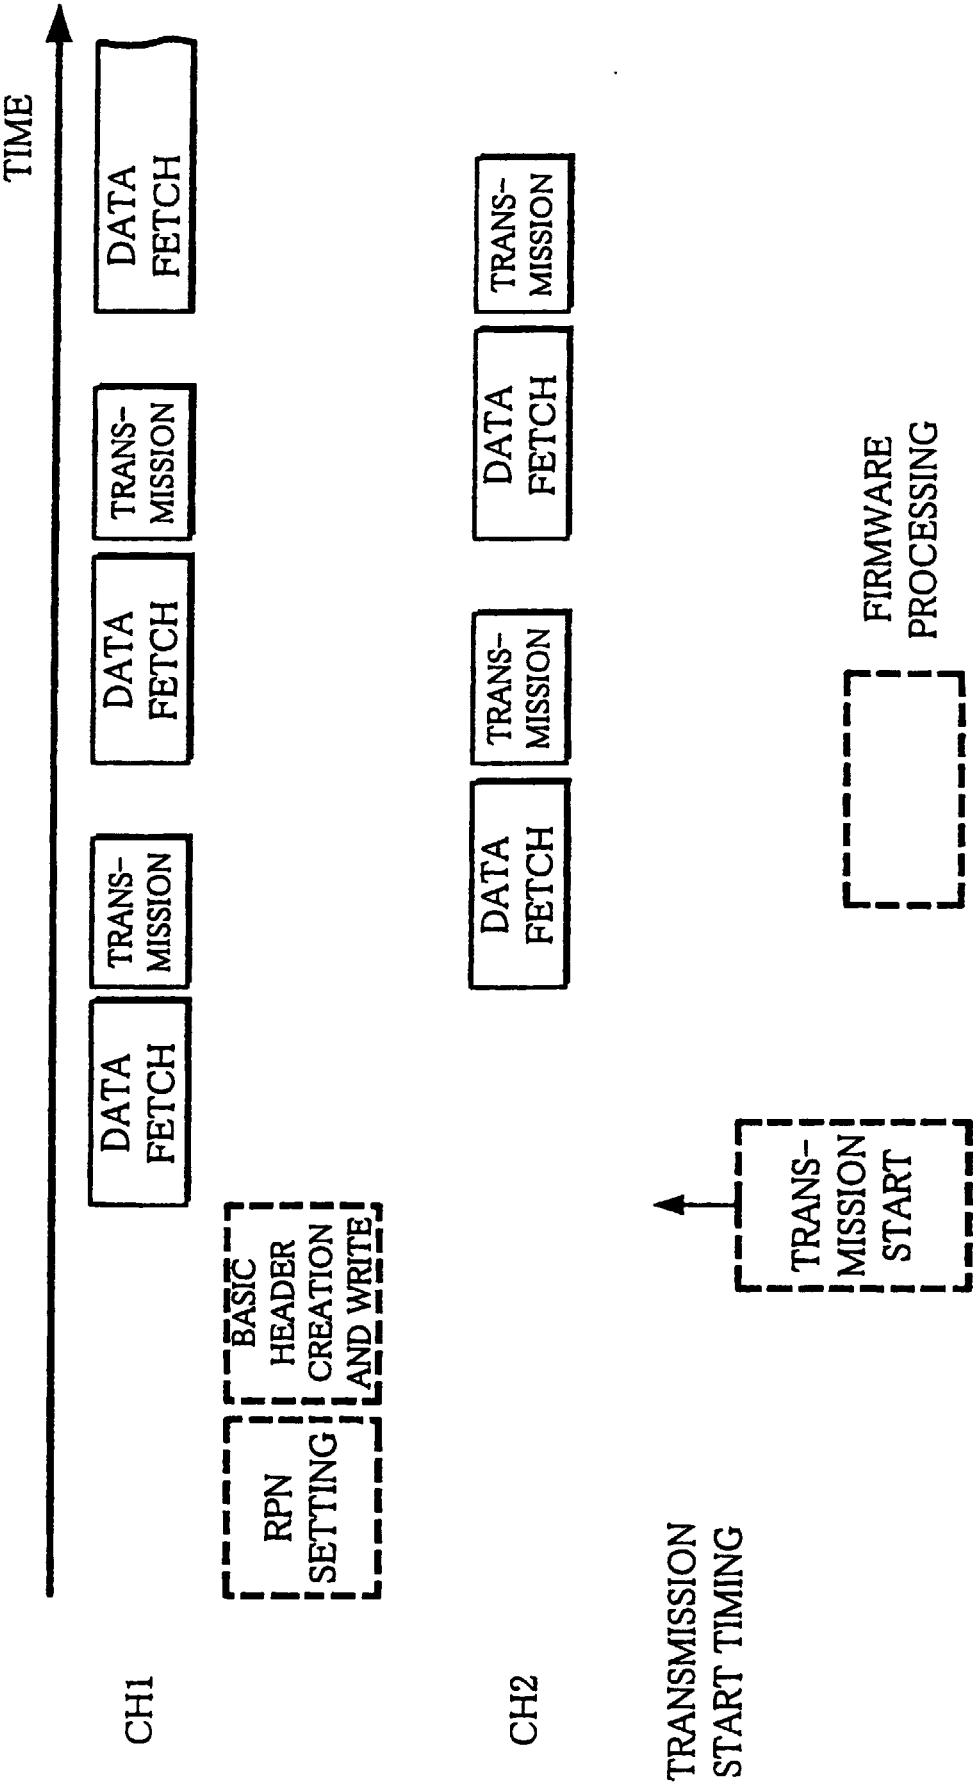 TIME
CH1
DATA
FETCH
TRANS-
MISSION
DATA
FETCH
TRANS-
MISSION
DATA
FETCH
RPN
SETTING
BASIC
HEADER
CREATION
AND WRITE
CH2
DATA
FETCH
TRANS-
MISSION
DATA
FETCH
TRANS-
MISSION
TRANSMISSION
START TIMING
TRANS-
MISSION
START
FIRMWARE
PROCESSING